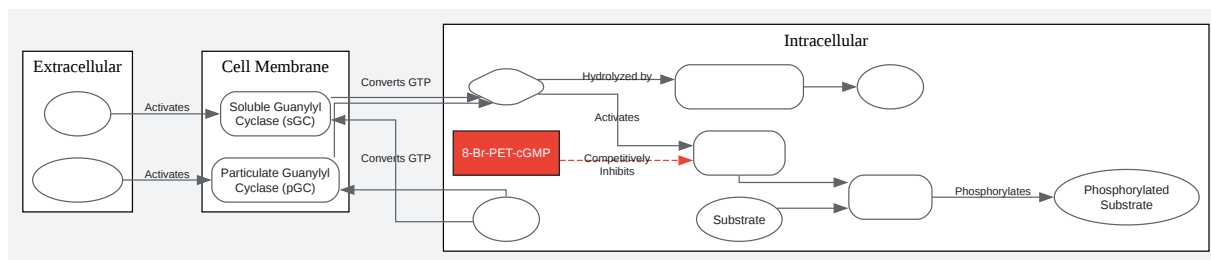 Extracellular
Cell Membrane
Intracellular
Activates
Activates
Soluble Guanylyl
Cyclase (sGC)
Particulate Guanylyl
Cyclase (pGC)
Converts GTP
Converts GTP
Hydrolyzed by
Activates
8-Br-PET-cGMP
Competitively
Inhibits
Substrate
Phosphorylates
Phosphorylated
Substrate